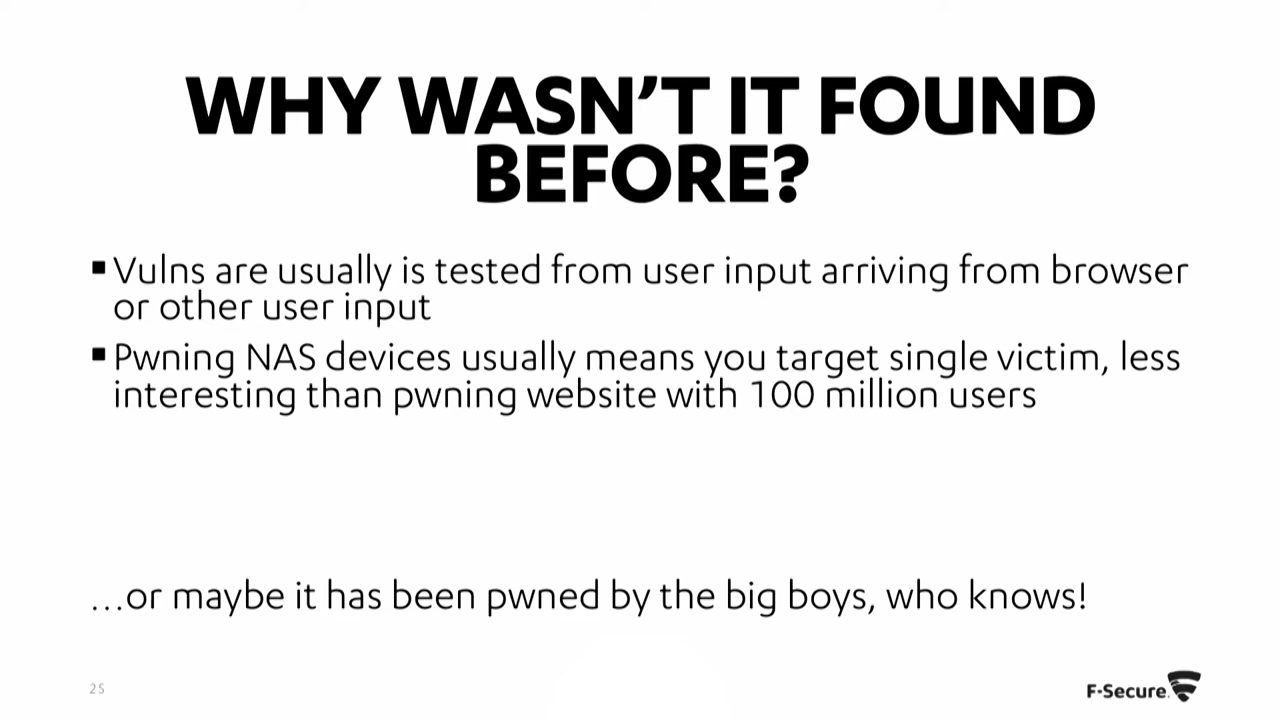 WHY WASN'T IT FOUND
BEFORE?
▪Vulns are usually is tested from user input arriving from browser
or other user input
▪Pwning NAS devices usually means you target single victim, less
interesting than pwning website with 100 million users
...or maybe it has been pwned by the big boys, who knows!
25
F-Secure.